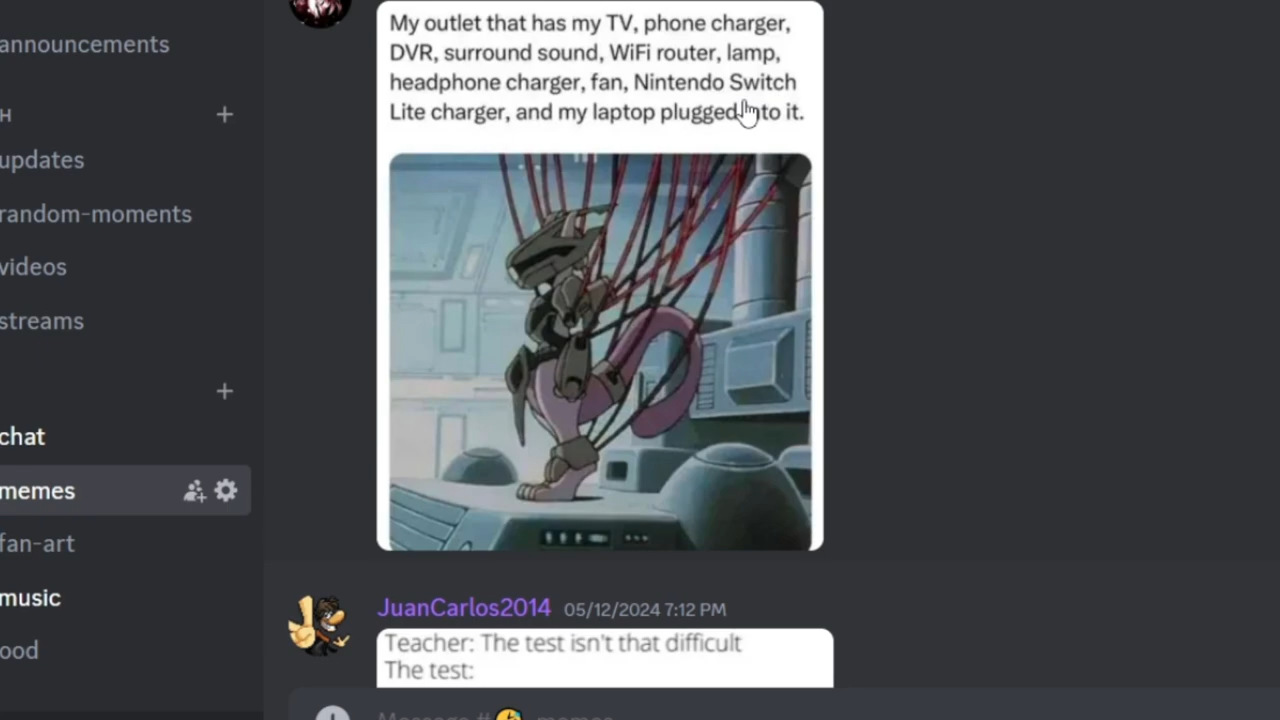 announcements
H
updates
random-moments
videos
streams
chat
memes
fan-art
music
ood
My outlet that has my TV, phone charger,
DVR, surround sound, WiFi router, lamp,
headphone charger, fan, Nintendo Switch
Lite charger, and my laptop plugged into it.
JuanCarlos2014 05/12/2024 7:12 PM
Teacher: The test isn't that difficult
The test:
Message # memes